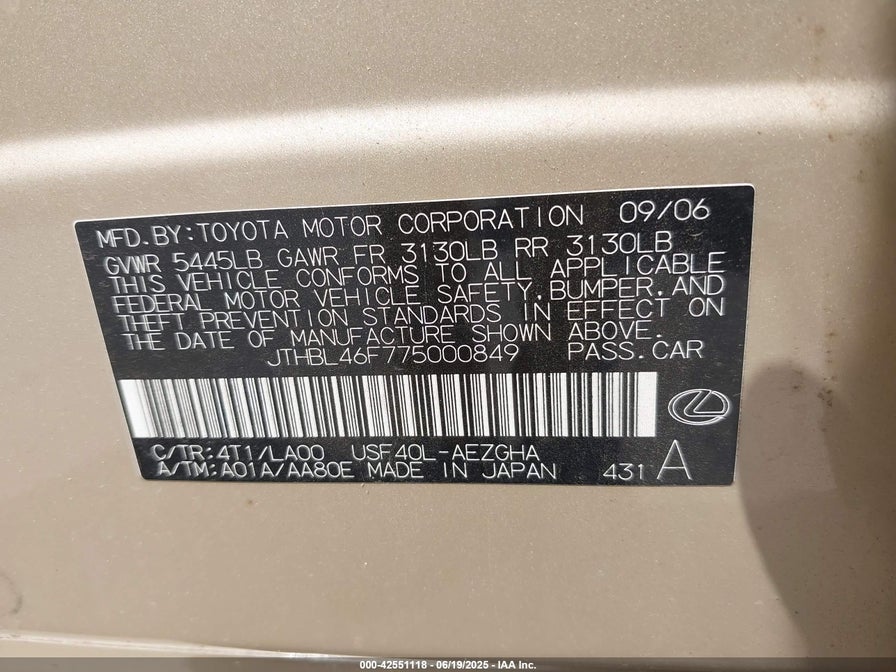 MFD.BY:TOYOTA MOTOR CORPORATION 09/06
GVWR 5445LB GAWR FR 3130LB RR 3130LB
THIS VEHICLE CONFORMS TO ALL APPLICABLE
FEDERAL MOTOR VEHICLE SAFETY,BUMPER,AND
THEFT PREVENTION STANDARDS IN EFFECT ON
THE DATE OF MANUFACTURE SHOWN ABOVE.
JTHBL46F775000849 PASS.CAR
C/TR:4T1/LA00 USF40L-AEZGHA
A/TM:A01A/AA80E MADE IN JAPAN 431 A
000-42551118 - 06/19/2025 - IAA Inc.